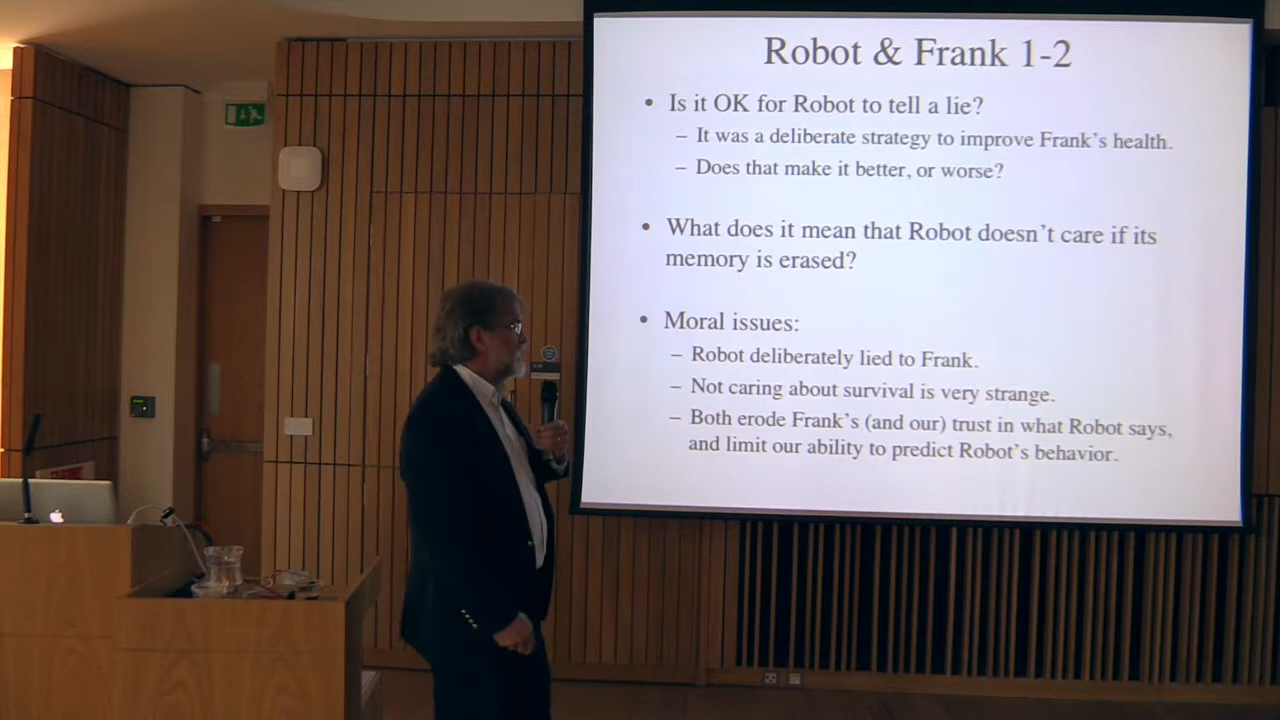 Robot & Frank 1-2
• Is it OK for Robot to tell a lie?
– It was a deliberate strategy to improve Frank's health.
– Does that make it better, or worse?
• What does it mean that Robot doesn't care if its
memory is erased?
• Moral issues:
– Robot deliberately lied to Frank.
– Not caring about survival is very strange.
– Both erode Frank's (and our) trust in what Robot says,
and limit our ability to predict Robot's behavior.